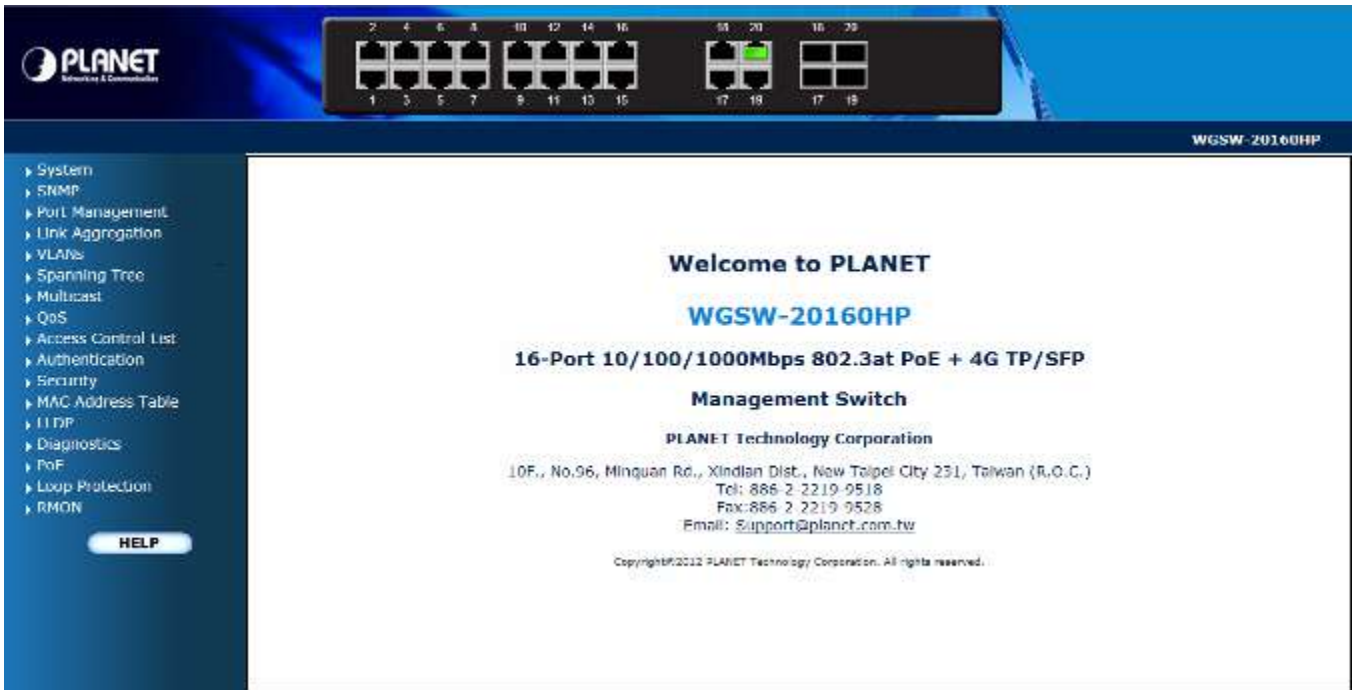 PLANET
Networking & Communication
2 4 6 8 10 12 14 16 18 20 18 20
1 3 5 7 9 11 13 15 17 19 17 19
WGSW-20160HP
System
SNMP
Port Management
Link Aggregation
VLANs
Spanning Tree
Multicast
QoS
Access Control List
Authentication
Security
MAC Address Table
LLDP
Diagnostics
PoE
Loop Protection
RMON
HELP
Welcome to PLANET
WGSW-20160HP
16-Port 10/100/1000Mbps 802.3at PoE + 4G TP/SFP
Management Switch
PLANET Technology Corporation
10F., No.96, Minquan Rd., Xindian Dist., New Taipei City 231, Taiwan (R.O.C.)
Tel: 886-2-2219-9518
Fax:886-2-2219-9528
Email: Support@planet.com.tw
Copyright©2012 PLANET Technology Corporation. All rights reserved.